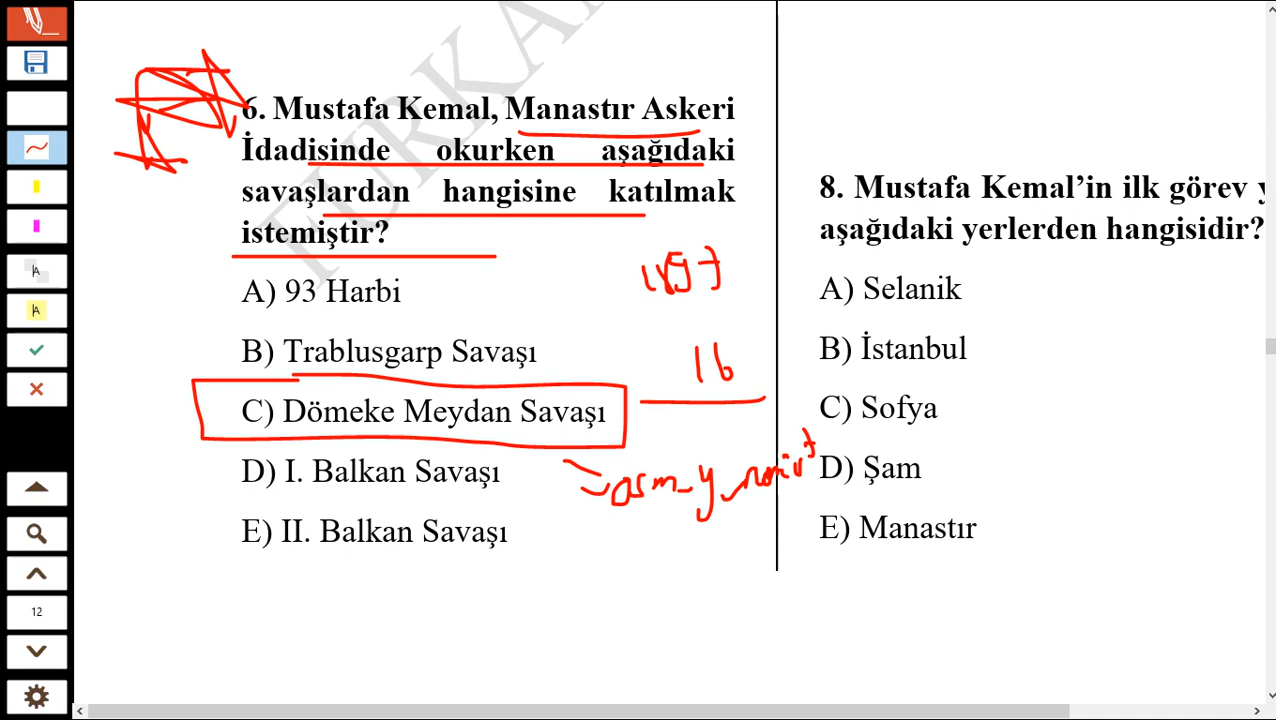 6. Mustafa Kemal, Manastır Askeri
İdadisinde okurken aşağıdaki
savaşlardan hangisine katılmak
istemiştir?
A) 93 Harbi
B) Trablusgarp Savaşı
C) Dömeke Meydan Savaşı
D) I. Balkan Savaşı
E) II. Balkan Savaşı
1897
16
8. Mustafa Kemal’in ilk görev y
aşağıdaki yerlerden hangisidir?
A) Selanik
B) İstanbul
C) Sofya
D) Şam
E) Manastır
FURKA
12